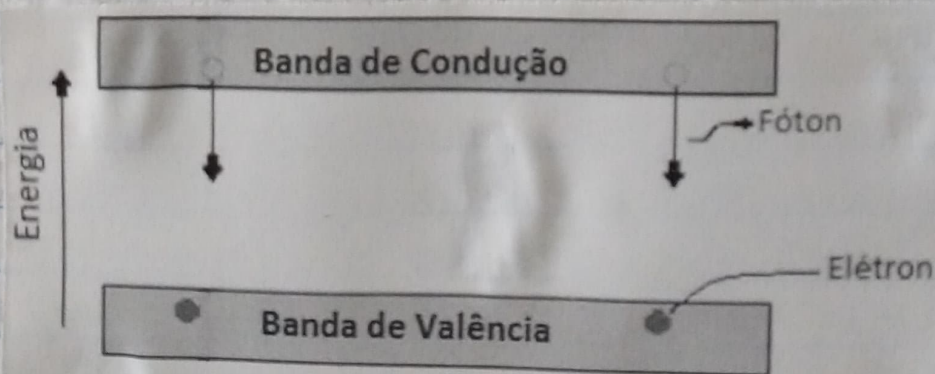 Banda de Condução
Fóton
Energia
Elétron
Banda de Valência